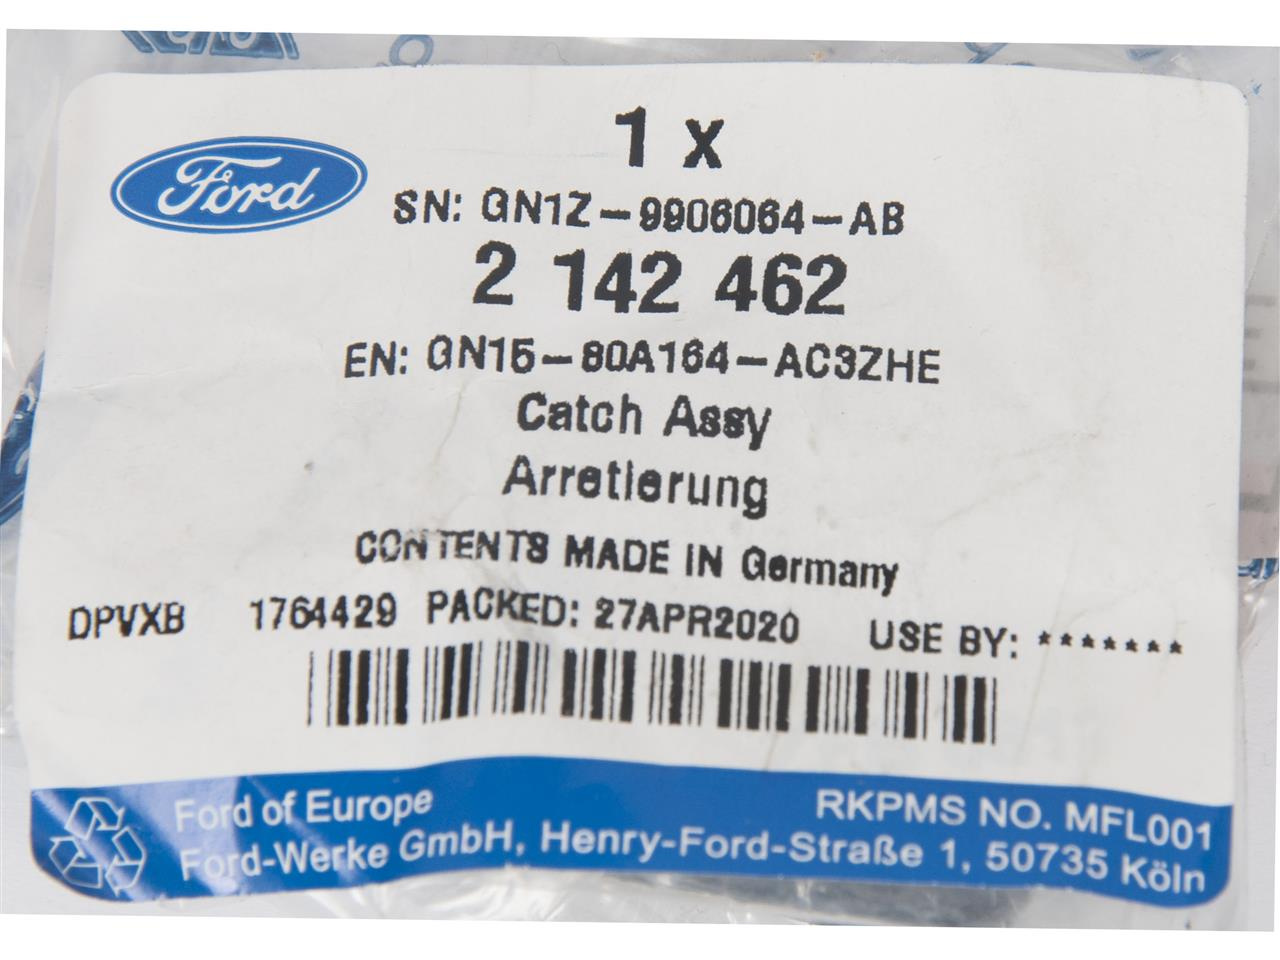 1 x
Ford
SN: GN1Z-9906064-AB
2 142 462
EN: GN15-80A164-AC3ZHE
Catch Assy
Arretierung
CONTENTS MADE IN Germany
DPVXB 1764429 PACKED: 27APR2020 USE BY: *******
Ford of Europe RKPMS NO. MFL001
Ford-Werke GmbH, Henry-Ford-Straße 1, 50735 Köln